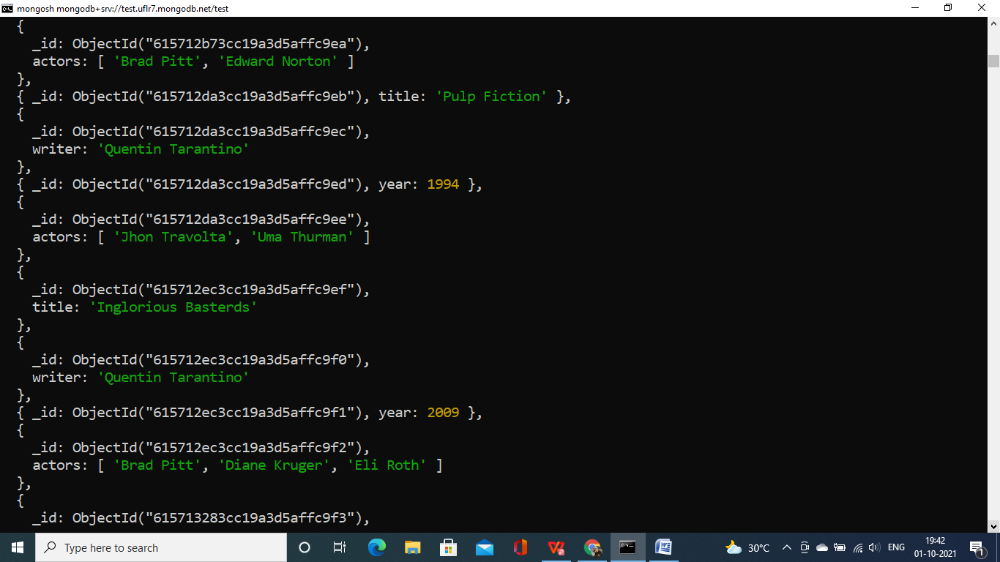 mongosh mongodb+srv://test.uflr7.mongodb.net/test
{
_id: ObjectId("615712b73cc19a3d5affc9ea"),
actors: [ 'Brad Pitt', 'Edward Norton' ]
},
{ _id: ObjectId("615712da3cc19a3d5affc9eb"), title: 'Pulp Fiction' },
{
_id: ObjectId("615712da3cc19a3d5affc9ec"),
writer: 'Quentin Tarantino'
},
{ _id: ObjectId("615712da3cc19a3d5affc9ed"), year: 1994 },
{
_id: ObjectId("615712da3cc19a3d5affc9ee"),
actors: [ 'Jhon Travolta', 'Uma Thurman' ]
},
{
_id: ObjectId("615712ec3cc19a3d5affc9ef"),
title: 'Inglorious Basterds'
},
{
_id: ObjectId("615712ec3cc19a3d5affc9f0"),
writer: 'Quentin Tarantino'
},
{ _id: ObjectId("615712ec3cc19a3d5affc9f1"), year: 2009 },
{
_id: ObjectId("615712ec3cc19a3d5affc9f2"),
actors: [ 'Brad Pitt', 'Diane Kruger', 'Eli Roth' ]
},
{
_id: ObjectId("615713283cc19a3d5affc9f3"),
Type here to search
30°C
ENG
19:42
01-10-2021
1